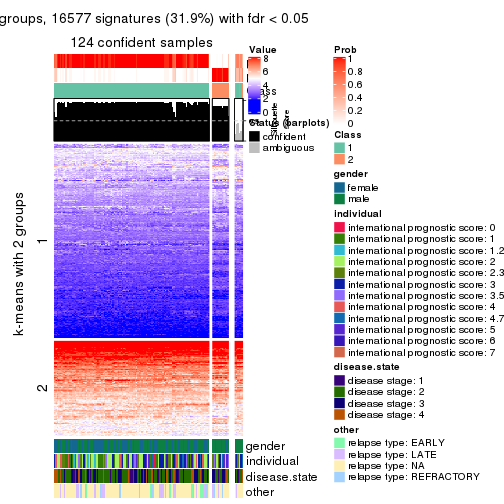 groups, 16577 signatures (31.9%) with fdr < 0.05
124 confident samples
k-means with 2 groups
1
2
Value
8
6
4
2
0
Silhouette
score
Status (barplots)
confident
ambiguous
gender
individual
disease.state
other
Prob
1
0.8
0.6
0.4
0.2
0
Class
1
2
gender
female
male
individual
international prognostic score: 0
international prognostic score: 1
international prognostic score: 1.2
international prognostic score: 2
international prognostic score: 2.3
international prognostic score: 3
international prognostic score: 3.5
international prognostic score: 4
international prognostic score: 4.7
international prognostic score: 5
international prognostic score: 6
international prognostic score: 7
disease.state
disease stage: 1
disease stage: 2
disease stage: 3
disease stage: 4
other
relapse type: EARLY
relapse type: LATE
relapse type: NA
relapse type: REFRACTORY